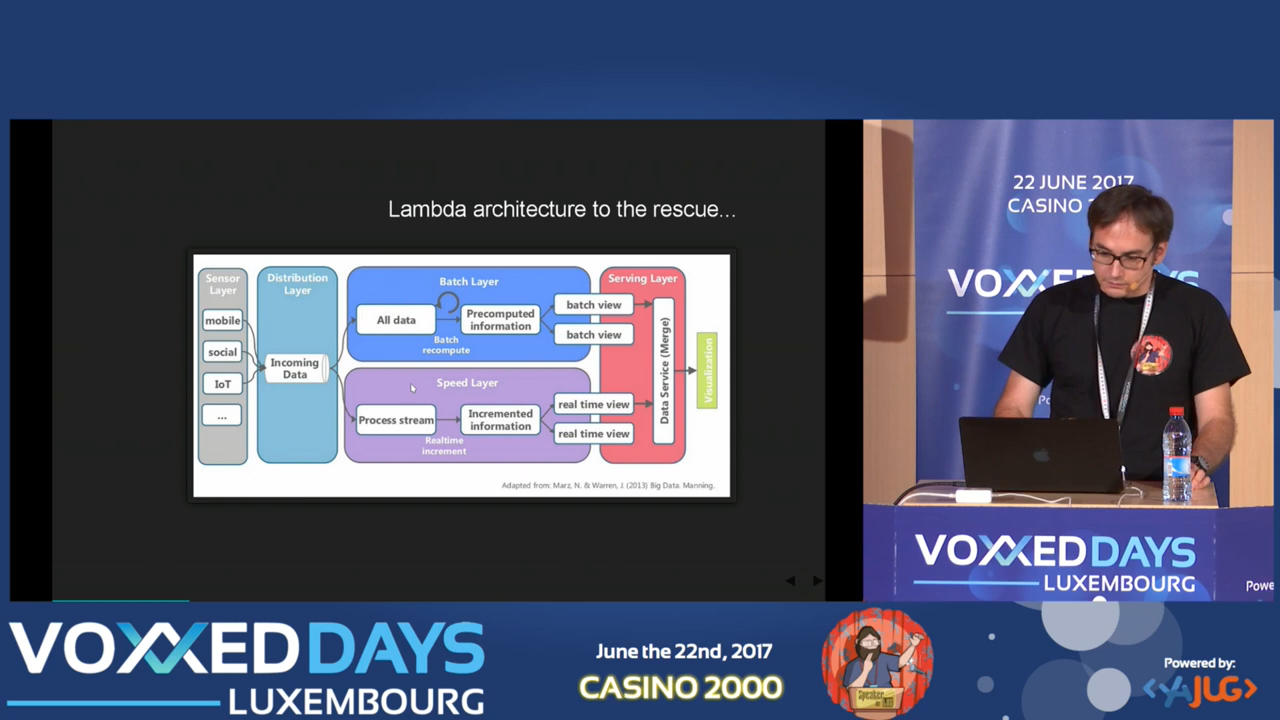 Lambda architecture to the rescue...
Sensor
Layer
mobile
social
IoT
...
Distribution
Layer
Incoming
Data
Batch Layer
All data
Precomputed
information
Batch
recompute
batch view
batch view
Speed Layer
Process stream
Incremented
information
Realtime
increment
real time view
real time view
Serving Layer
Data Service (Merge)
Visualization
Adapted from: Marz, N. & Warren, J. (2013) Big Data. Manning.
22 JUNE 2017
CASINO
VOXXED DAYS
LUXEMBOURG
VOXXED DAYS
LUXEMBOURG
June the 22nd, 2017
CASINO 2000
Speaker
Powered by:
YAJUG